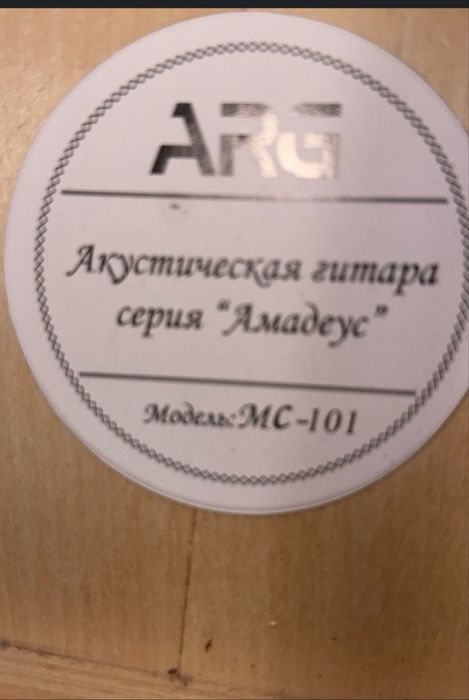 ARG
Акустическая гитара
серия “Амадеус”
Модель:МС-101